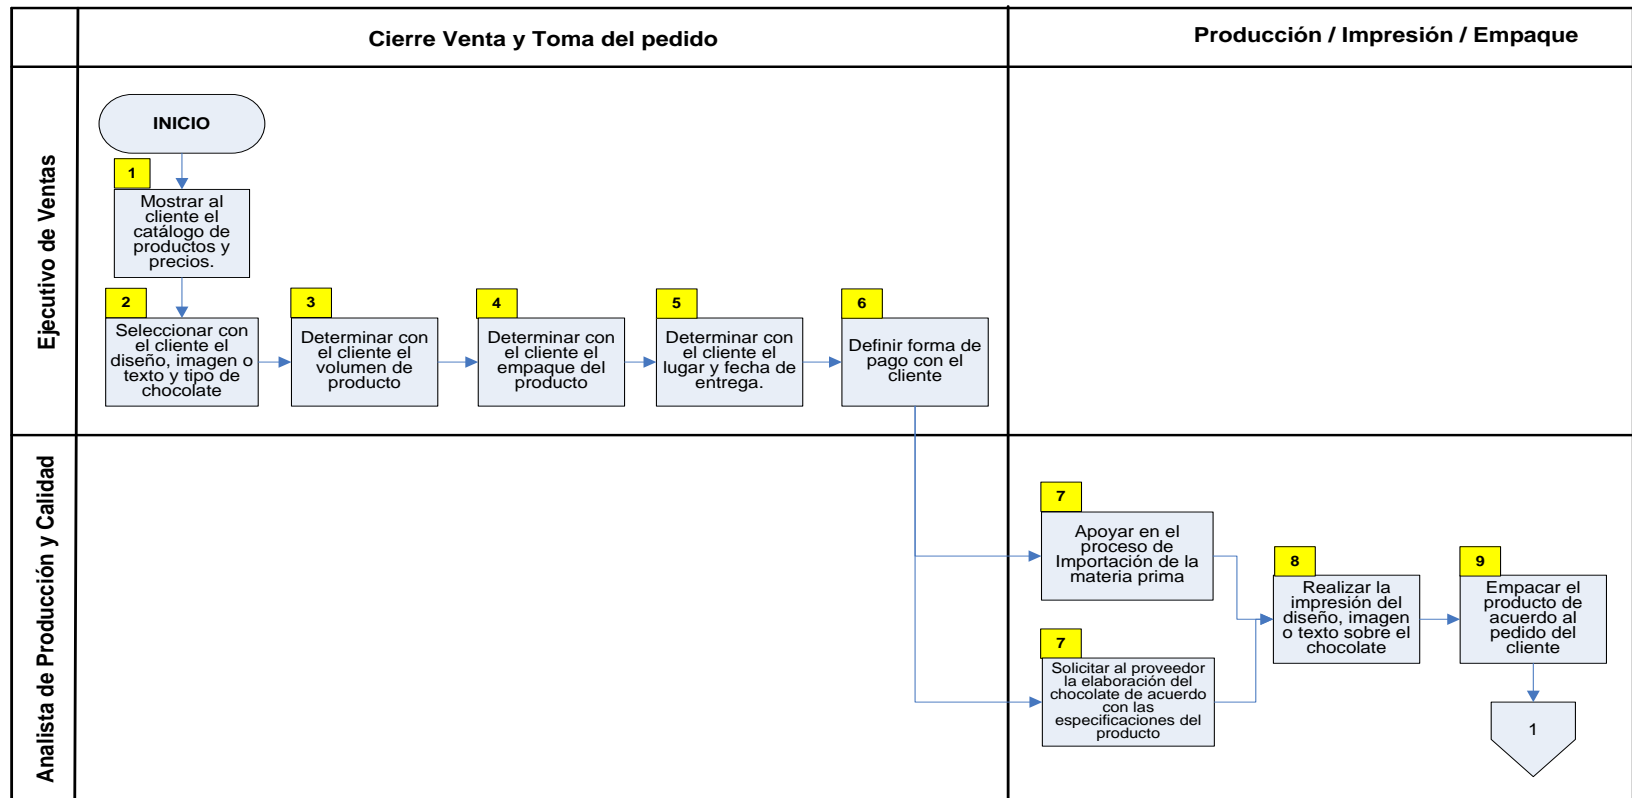 Cierre Venta y Toma del pedido
Producción / Impresión / Empaque
Ejecutivo de Ventas
INICIO
1
Mostrar al
cliente el
catálogo de
productos y
precios.
2
Seleccionar con
el cliente el
diseño, imagen o
texto y tipo de
chocolate
3
Determinar con
el cliente el
volumen de
producto
4
Determinar con
el cliente el
empaque del
producto
5
Determinar con
el cliente el
lugar y fecha de
entrega.
6
Definir forma de
pago con el
cliente
Analista de Producción y Calidad
7
Apoyar en el
proceso de
Importación de la
materia prima
7
Solicitar al proveedor
la elaboración del
chocolate de acuerdo
con las
especificaciones del
producto
8
Realizar la
impresión del
diseño, imagen
o texto sobre el
chocolate
9
Empacar el
producto de
acuerdo al
pedido del
cliente
1